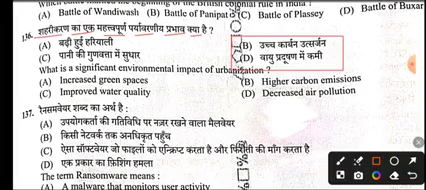 Which battle marked the beginning of the British colonial rule in India ?
(A) Battle of Wandiwash (B) Battle of Panipat (C) Battle of Plassey (D) Battle of Buxar
136. शहरीकरण का एक महत्त्वपूर्ण पर्यावरणीय प्रभाव क्या है ?
(A) बढ़ी हुई हरियाली (B) उच्च कार्बन उत्सर्जन
(C) पानी की गुणवत्ता में सुधार (D) वायु प्रदूषण में कमी
What is a significant environmental impact of urbanization ?
(A) Increased green spaces (B) Higher carbon emissions
(C) Improved water quality (D) Decreased air pollution
137. रैनसमवेयर शब्द का अर्थ है :
(A) उपयोगकर्ता की गतिविधि पर नज़र रखने वाला मैलवेयर
(B) किसी नेटवर्क तक अनधिकृत पहुँच
(C) ऐसा सॉफ्टवेयर जो फाइलों को एन्क्रिप्ट करता है और फिरौती की माँग करता है
(D) एक प्रकार का फ़िशिंग हमला
The term Ransomware means :
(A) A malware that monitors user activity